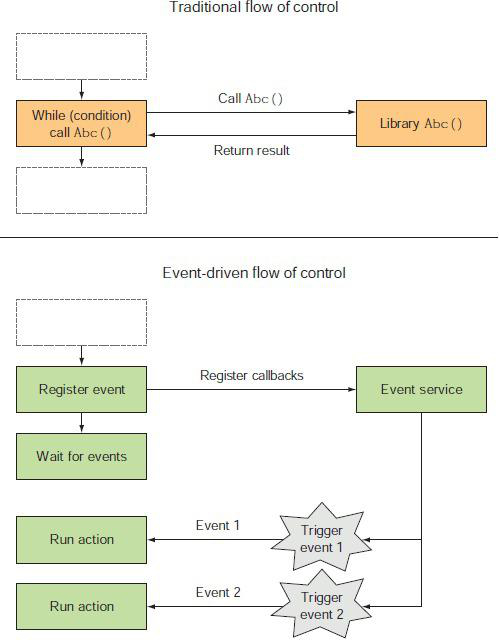 Traditional flow of control
While (condition)
call Abc()
Call Abc()
Library Abc()
Return result
Event-driven flow of control
Register event
Register callbacks
Event service
Wait for events
Run action
Event 1
Trigger
event 1
Run action
Event 2
Trigger
event 2